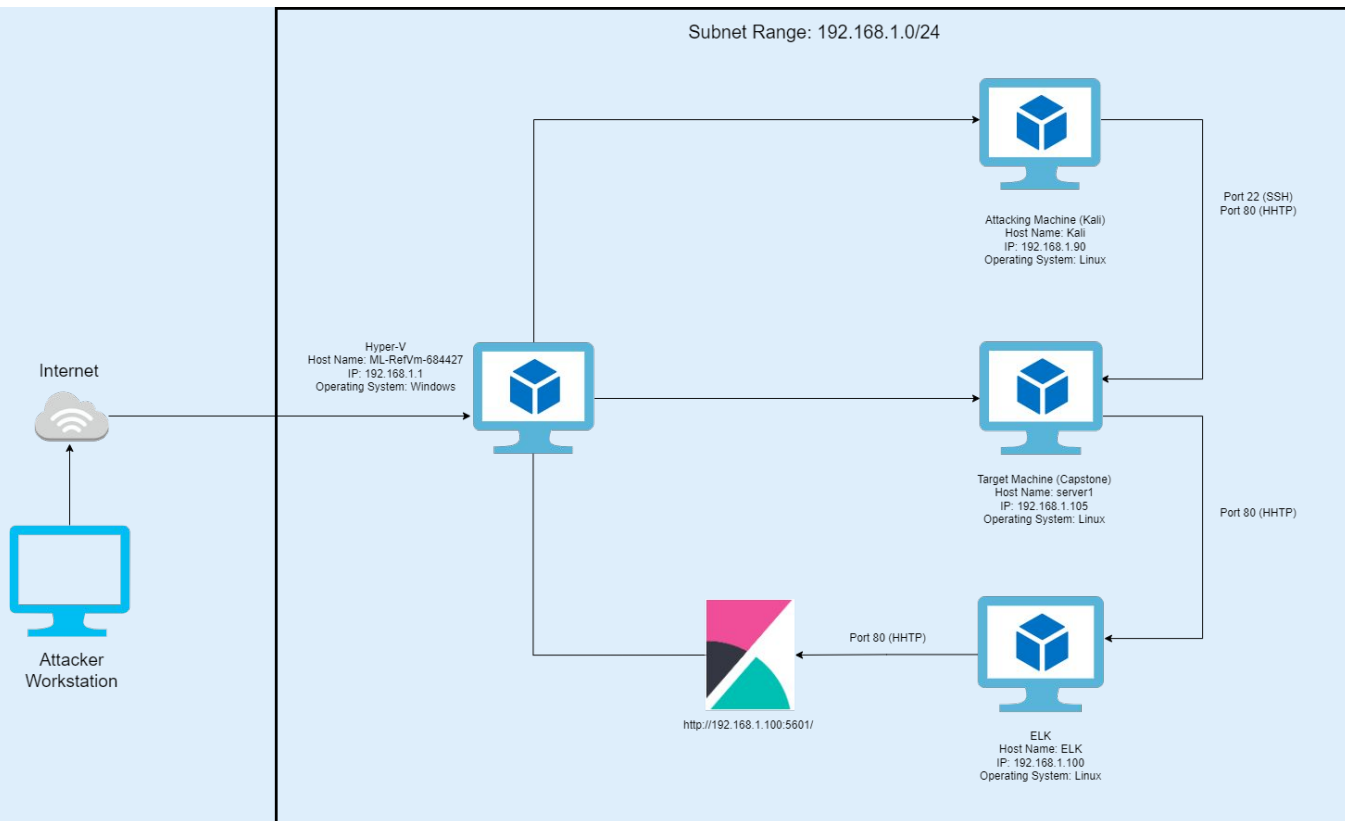 Subnet Range: 192.168.1.0/24
Attacking Machine (Kali)
Host Name: Kali
IP: 192.168.1.90
Operating System: Linux
Port 22 (SSH)
Port 80 (HHTP)
Hyper-V
Host Name: ML-RefVm-684427
IP: 192.168.1.1
Operating System: Windows
Internet
Target Machine (Capstone)
Host Name: server1
IP: 192.168.1.105
Operating System: Linux
Port 80 (HHTP)
Attacker
Workstation
Port 80 (HHTP)
http://192.168.1.100:5601/
ELK
Host Name: ELK
IP: 192.168.1.100
Operating System: Linux